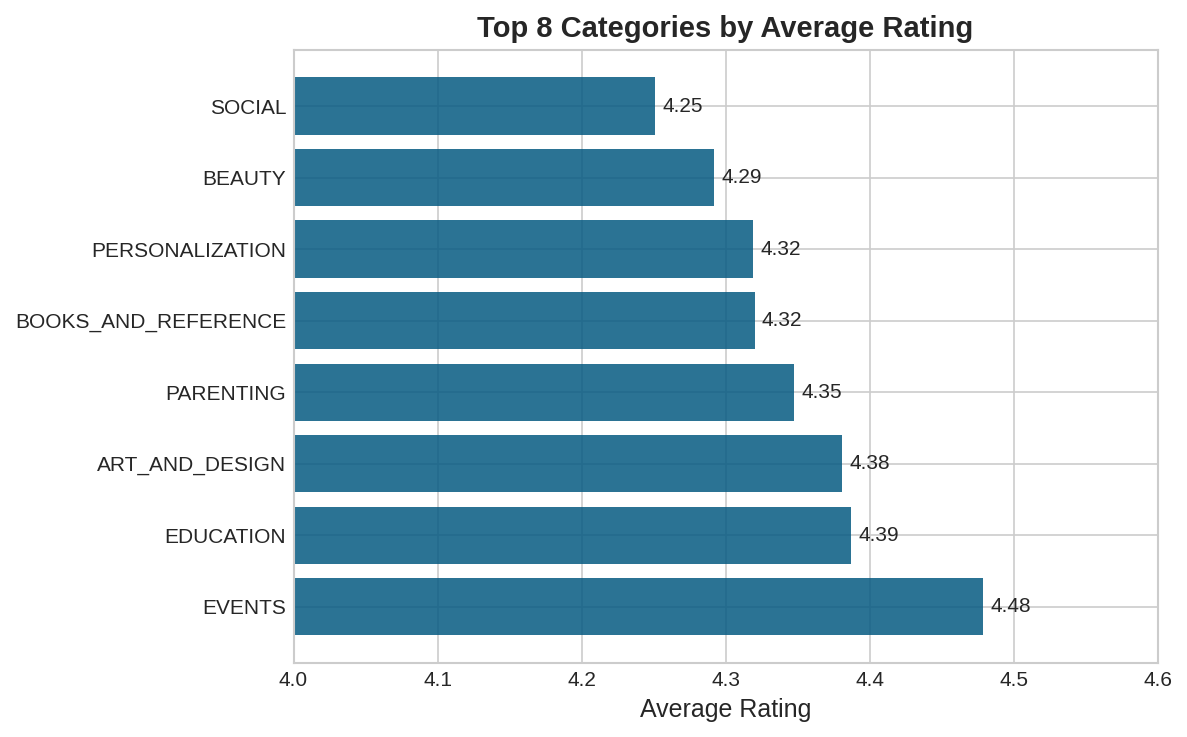 Top 8 Categories by Average Rating
SOCIAL 4.25
BEAUTY 4.29
PERSONALIZATION 4.32
BOOKS_AND_REFERENCE 4.32
PARENTING 4.35
ART_AND_DESIGN 4.38
EDUCATION 4.39
EVENTS 4.48
4.0 4.1 4.2 4.3 4.4 4.5 4.6
Average Rating